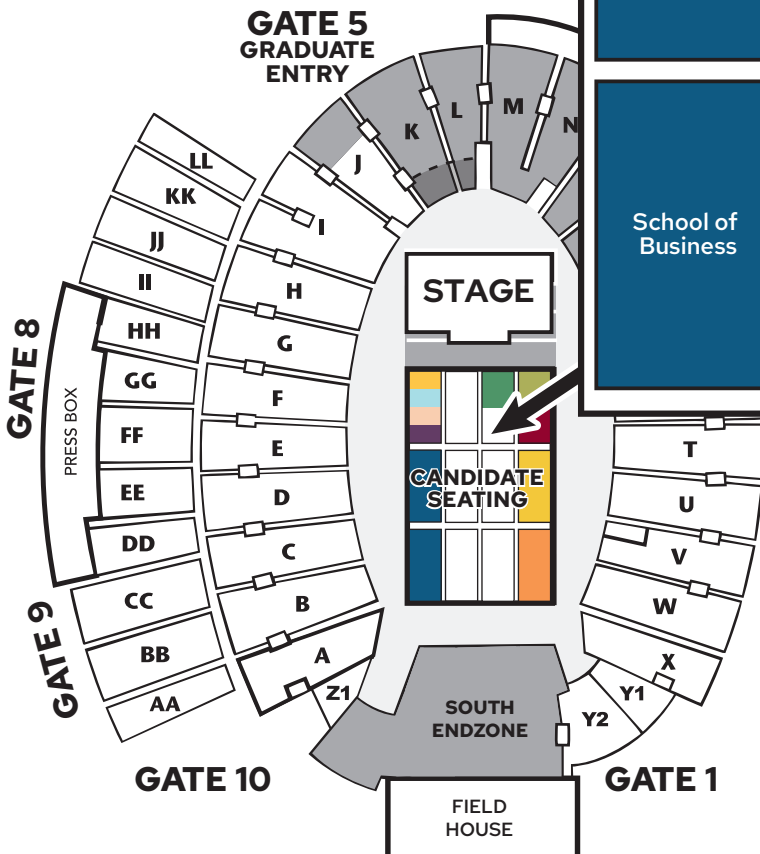 GATE 5
GRADUATE
ENTRY
K
L
M
N
J
LL
KK
I
JJ
II
H
HH
G
GG
F
FF
E
EE
D
DD
C
CC
B
BB
A
AA
Z1
GATE 8
PRESS BOX
GATE 9
STAGE
CANDIDATE
SEATING
School of
Business
T
U
V
W
X
Y1
Y2
SOUTH
ENDZONE
GATE 10
GATE 1
FIELD
HOUSE